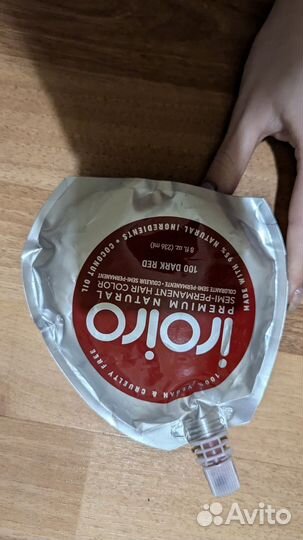 iroiro
PREMIUM NATURAL
SEMI-PERMANENT HAIR COLOR
COLORANTE SEMI-PERMANENTE • COULEUR SEMI-PERMANENT
100 DARK RED
8 fl. oz (236 ml)
MADE WITH 95% NATURAL INGREDIENTS • COCONUT OIL
• 100% VEGAN & CRUELTY FREE
Avito